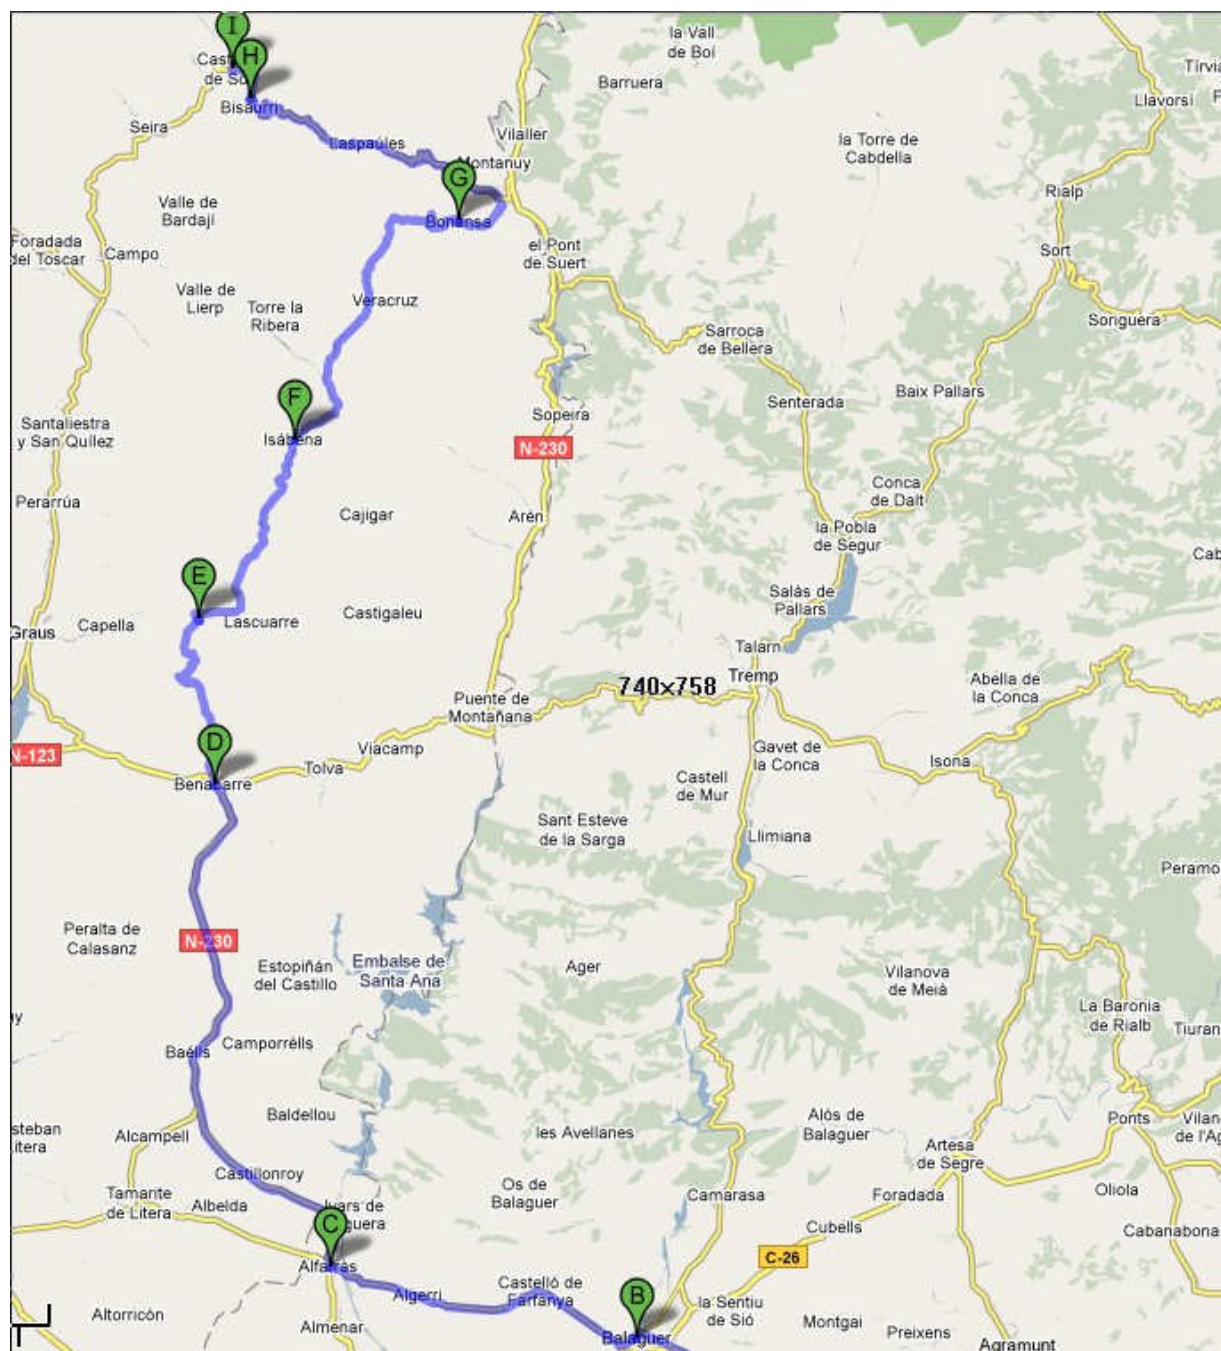 I
la Vall
de Boí
H
Barruera
Llavorsí
Bisaurri
Seira
Laspaúles
Vilaller
la Torre de
Cabdella
Montanuy
G
Rialp
Valle de
Bardají
Bonansa
Foradada
del Toscar
Campo
el Pont
de Suert
Sort
Valle de
Lierp
Torre la
Ribera
Veracruz
Soriguera
Sarroca
de Bellera
F
Senterada
Baix Pallars
Santaliestra
y San Quílez
Sopeira
Isábena
N-230
Perarrúa
Cajigar
Arén
Conca
de Dalt
la Pobla
de Segur
Cab
E
Salàs de
Pallars
Castigaleu
Graus
Capella
Lascuarre
Talarn
Tremp
740x758
Abella de
la Conca
Puente de
Montañana
D
N-123
Viacamp
Gavet de
la Conca
Isona
Benabarre
Tolva
Castell
de Mur
Sant Esteve
de la Sarga
Llimiana
Peramo
Peralta de
Calasanz
N-230
Estopiñán
del Castillo
Embalse de
Santa Ana
Ager
Vilanova
de Meià
La Baronia
de Rialb
Tiuran
Baélls
Camporrélls
Baldellou
Alcampell
les Avellanes
Alòs de
Balaguer
Ponts
Vilan
de l'Ag
Artesa
de Segre
Castillonroy
Tamante
de Litera
Albelda
Os de
Balaguer
Camarasa
Foradada
Oliola
C
Cubells
Cabanabona
Alfarràs
C-26
Algerri
Castelló de
Farfanya
B
la Sentiu
de Sió
Altorricón
Almenar
Balaguer
Montgai
Preixens
Agramunt